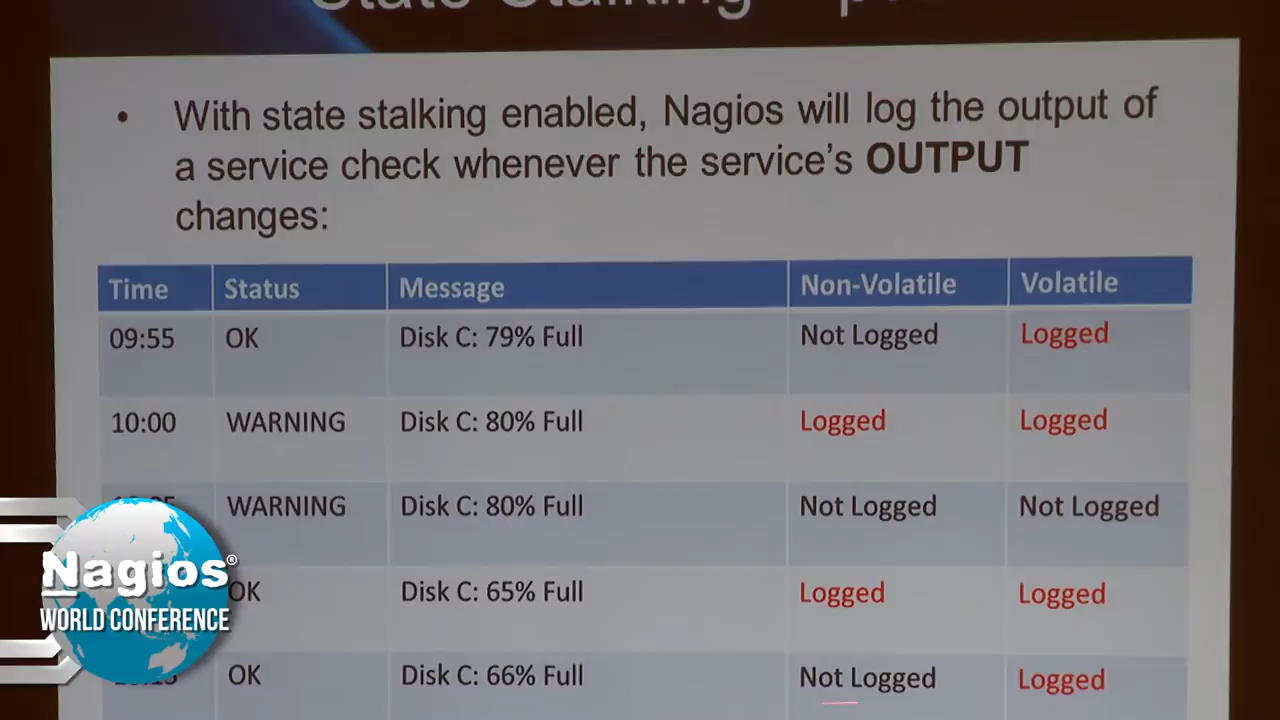 State Stalking
• With state stalking enabled, Nagios will log the output of
a service check whenever the service's OUTPUT
changes:
Time Status Message Non-Volatile Volatile
09:55 OK Disk C: 79% Full Not Logged Logged
10:00 WARNING Disk C: 80% Full Logged Logged
WARNING Disk C: 80% Full Not Logged Not Logged
OK Disk C: 65% Full Logged Logged
OK Disk C: 66% Full Not Logged Logged
Nagios®
WORLD CONFERENCE